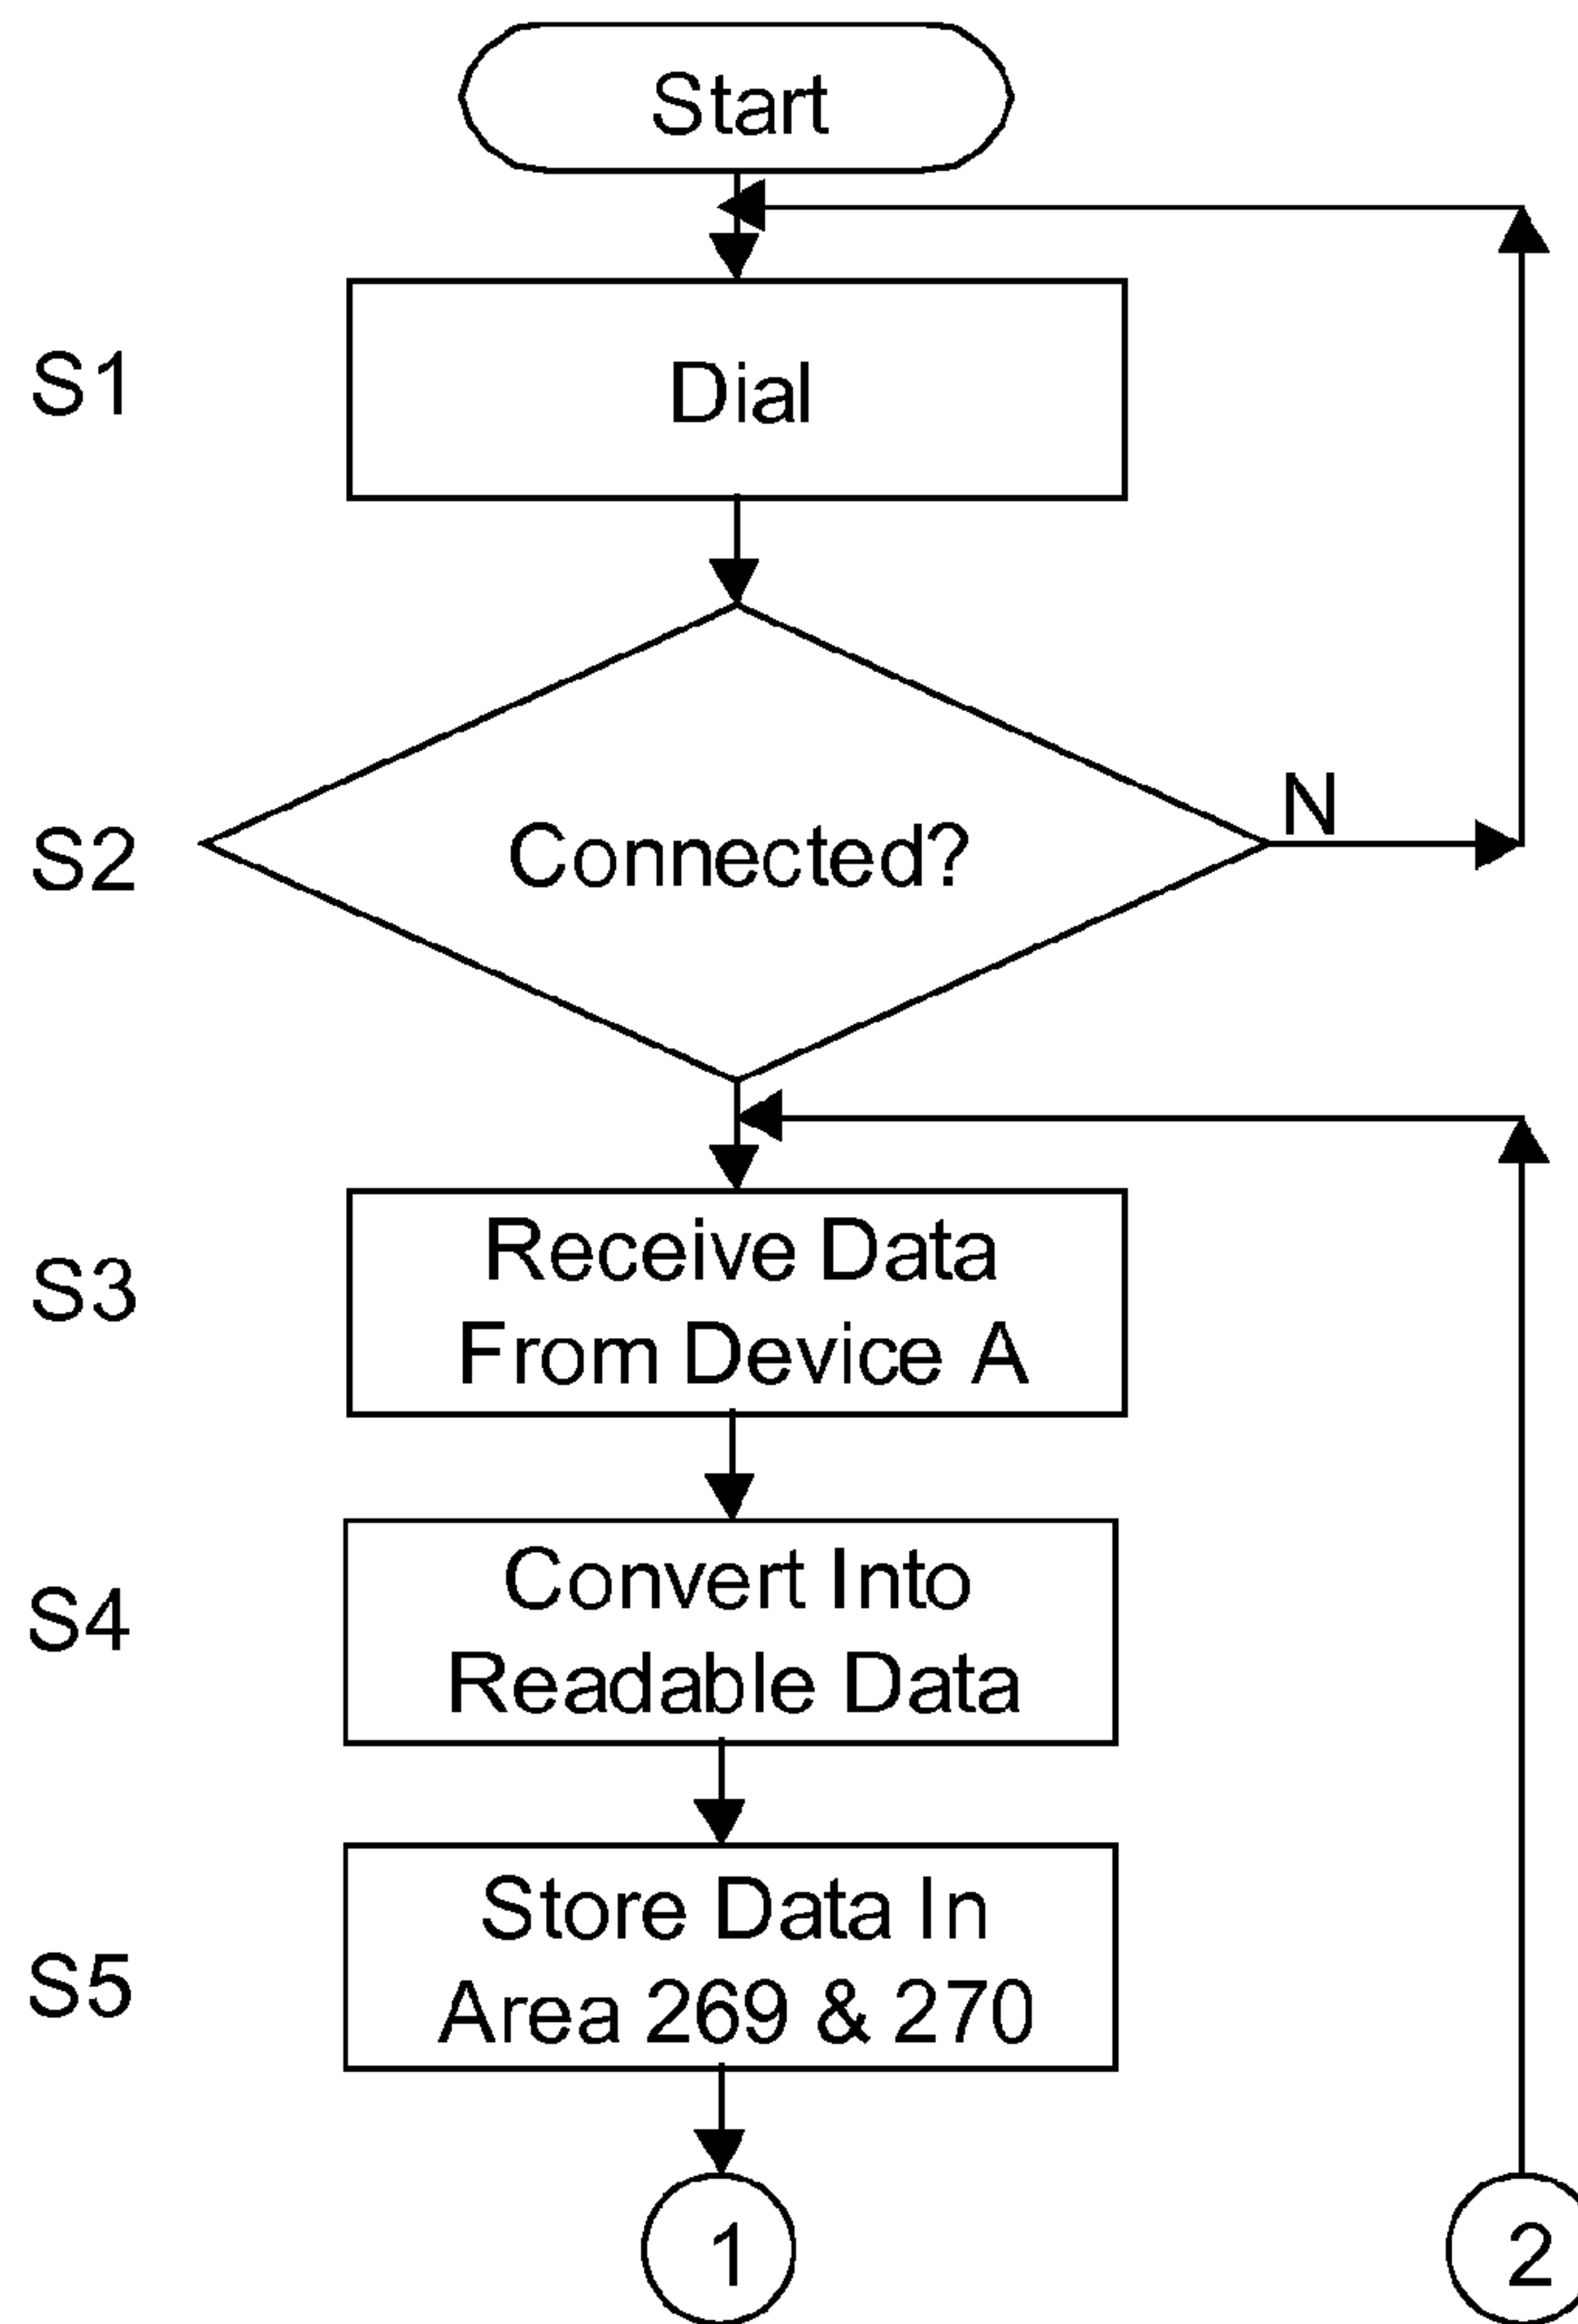 Start
S1
Dial
S2
Connected?
N
S3
Receive Data
From Device A
S4
Convert Into
Readable Data
S5
Store Data In
Area 269 & 270
1
2